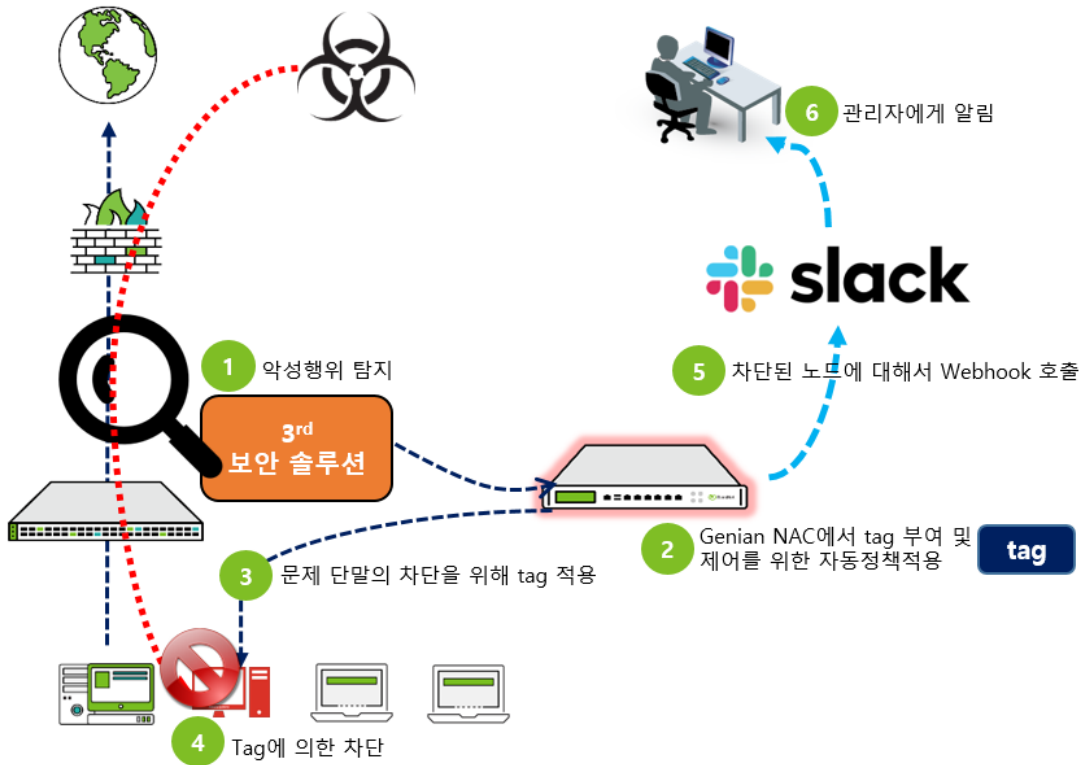 6 관리자에게 알림
slack
1 악성행위 탐지
5 차단된 노드에 대해서 Webhook 호출
3rd
보안 솔루션
2 Genian NAC에서 tag 부여 및
제어를 위한 자동정책적용
tag
3 문제 단말의 차단을 위해 tag 적용
4 Tag에 의한 차단